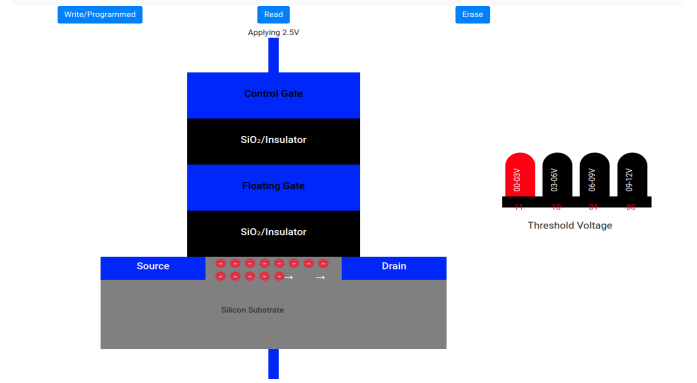 Write/Programmed
Read
Erase
Applying 2.5V
Control Gate
SiO₂/Insulator
Floating Gate
SiO₂/Insulator
Source
Drain
Silicon Substrate
00-03V
03-06V
06-09V
09-12V
11
10
01
00
Threshold Voltage